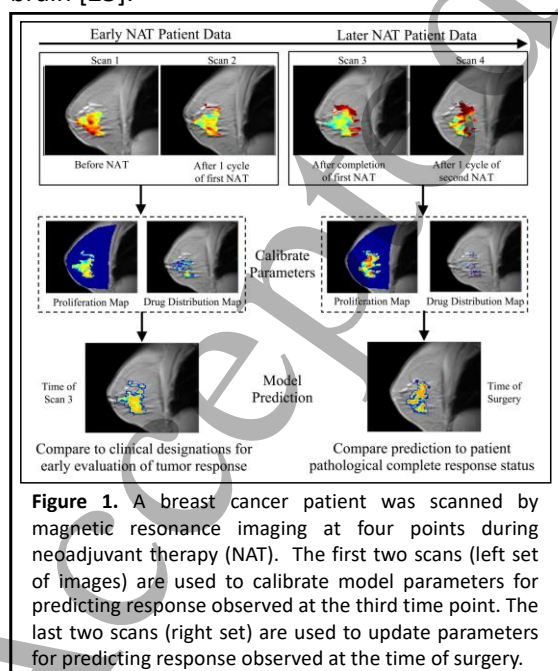 brain [23].
Early NAT Patient Data Later NAT Patient Data
Scan 1 Scan 2 Scan 3 Scan 4
Before NAT After 1 cycle of first NAT After completion of first NAT After 1 cycle of second NAT
Calibrate
Parameters
Proliferation Map Drug Distribution Map Proliferation Map Drug Distribution Map
Time of
Scan 3
Model
Prediction
Time of
Surgery
Compare to clinical designations for
early evaluation of tumor response
Compare prediction to patient
pathological complete response status
Figure 1. A breast cancer patient was scanned by
magnetic resonance imaging at four points during
neoadjuvant therapy (NAT). The first two scans (left set
of images) are used to calibrate model parameters for
predicting response observed at the third time point. The
last two scans (right set) are used to update parameters
for predicting response observed at the time of surgery.